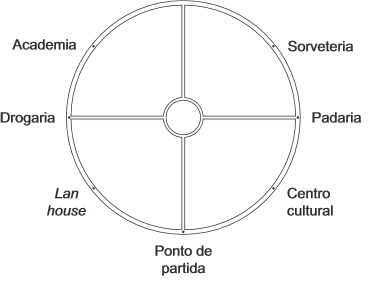 Academia
Sorveteria
Drogaria
Padaria
Lan
house
Centro
cultural
Ponto de
partida